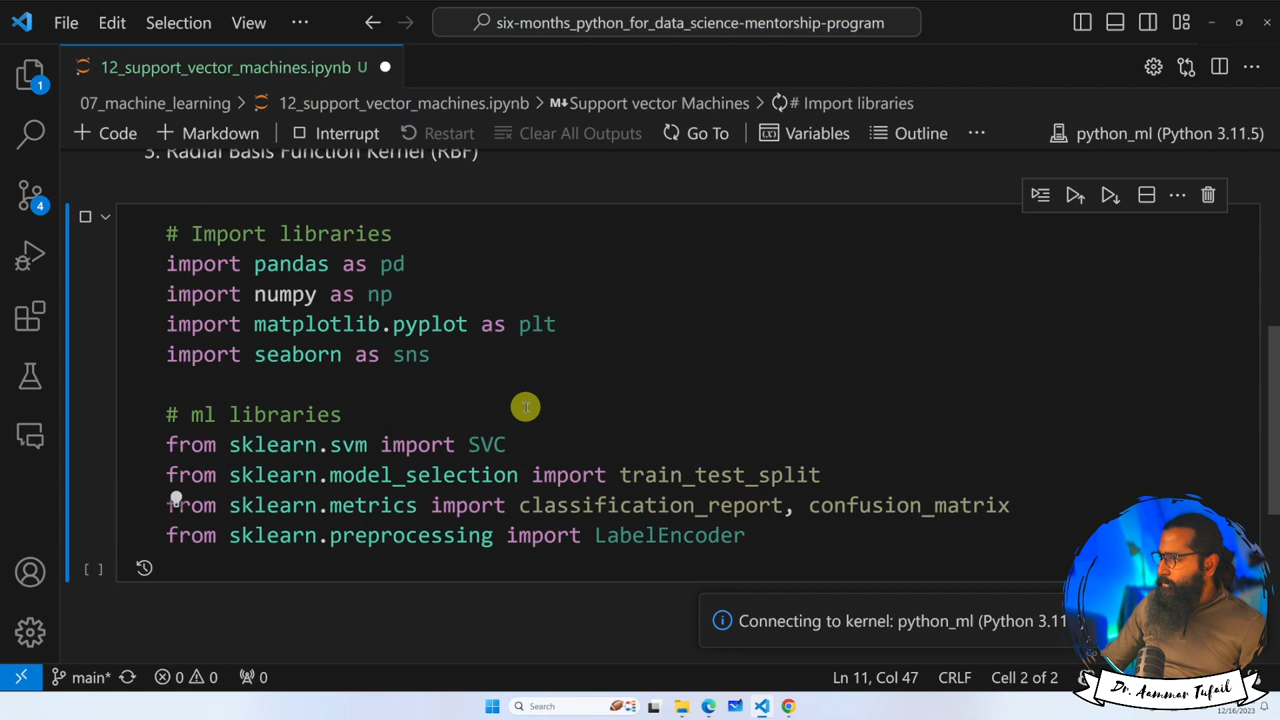 File Edit Selection View ··· six-months_python_for_data_science-mentorship-program
12_support_vector_machines.ipynb U
07_machine_learning > 12_support_vector_machines.ipynb > M↓Support vector Machines > # Import libraries
+ Code + Markdown Interrupt Restart Clear All Outputs Go To Variables Outline ··· python_ml (Python 3.11.5)
3. Radial Basis Function Kernel (RBF)
# Import libraries
import pandas as pd
import numpy as np
import matplotlib.pyplot as plt
import seaborn as sns
# ml libraries
from sklearn.svm import SVC
from sklearn.model_selection import train_test_split
from sklearn.metrics import classification_report, confusion_matrix
from sklearn.preprocessing import LabelEncoder
[ ]
1
4
Connecting to kernel: python_ml (Python 3.11
main* 0 0 0 Ln 11, Col 47 CRLF Cell 2 of 2
Dr. Aammar Tufail
Search
12/16/2023